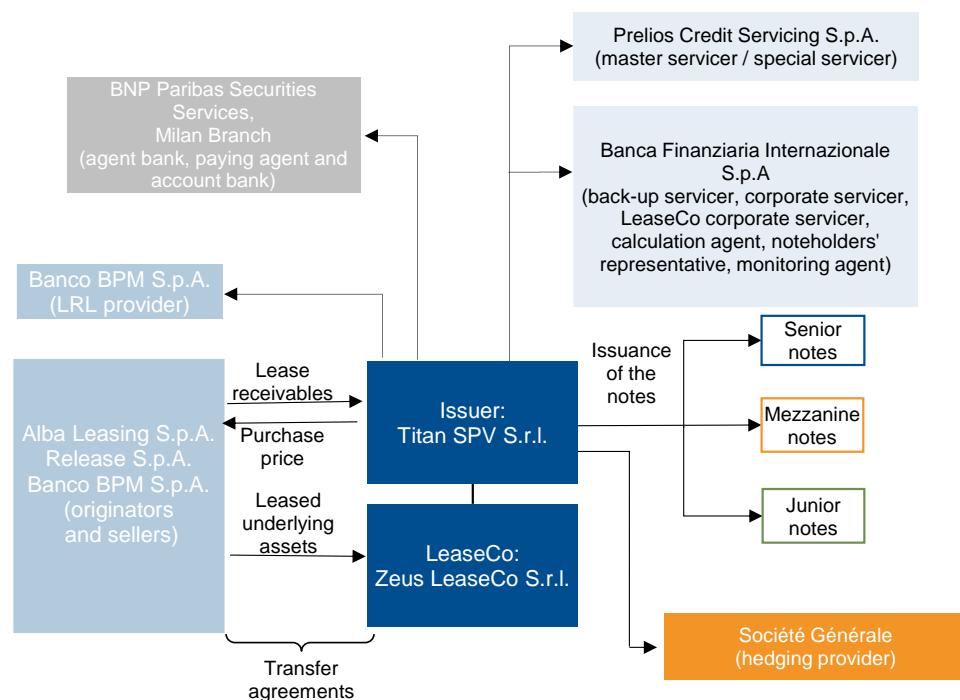 Prelios Credit Servicing S.p.A.
(master servicer / special servicer)
BNP Paribas Securities
Services,
Milan Branch
(agent bank, paying agent and
account bank)
Banca Finanziaria Internazionale
S.p.A
(back-up servicer, corporate servicer,
LeaseCo corporate servicer,
calculation agent, noteholders'
representative, monitoring agent)
Banco BPM S.p.A.
(LRL provider)
Alba Leasing S.p.A.
Release S.p.A.
Banco BPM S.p.A.
(originators
and sellers)
Lease
receivables
Purchase
price
Leased
underlying
assets
Transfer
agreements
Issuer:
Titan SPV S.r.l.
LeaseCo:
Zeus LeaseCo S.r.l.
Issuance
of the
notes
Senior
notes
Mezzanine
notes
Junior
notes
Société Générale
(hedging provider)